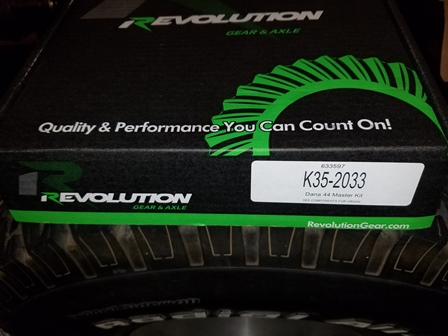 REVOLUTION
GEAR & AXLE
Quality & Performance You Can Count On!
REVOLUTION
GEAR & AXLE
633597
K35-2033
Dana 44 Master Kit
RevolutionGear.com